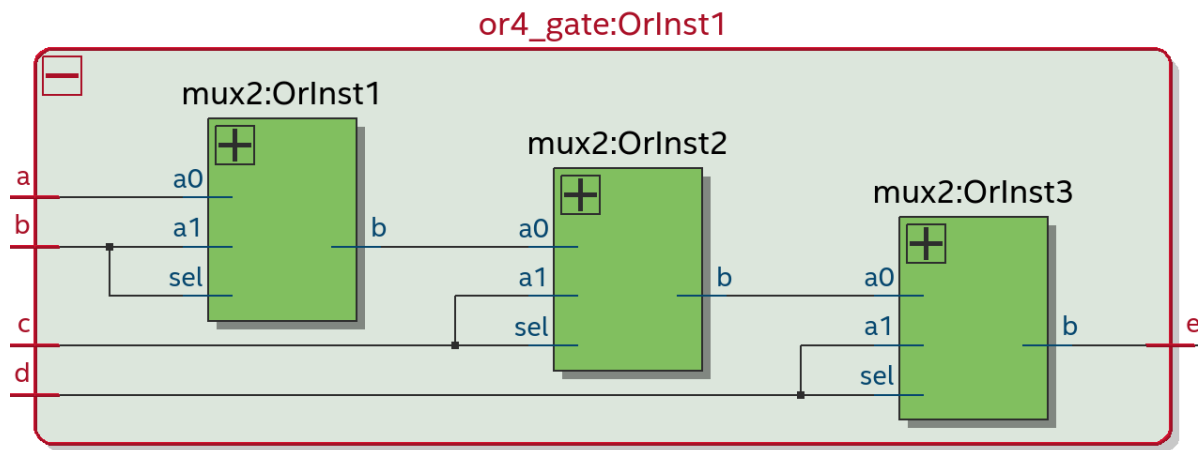 or4_gate:OrInst1
mux2:OrInst1
mux2:OrInst2
mux2:OrInst3
a
b
c
d
a0
a1
sel
b
a0
a1
sel
b
a0
a1
sel
b
e